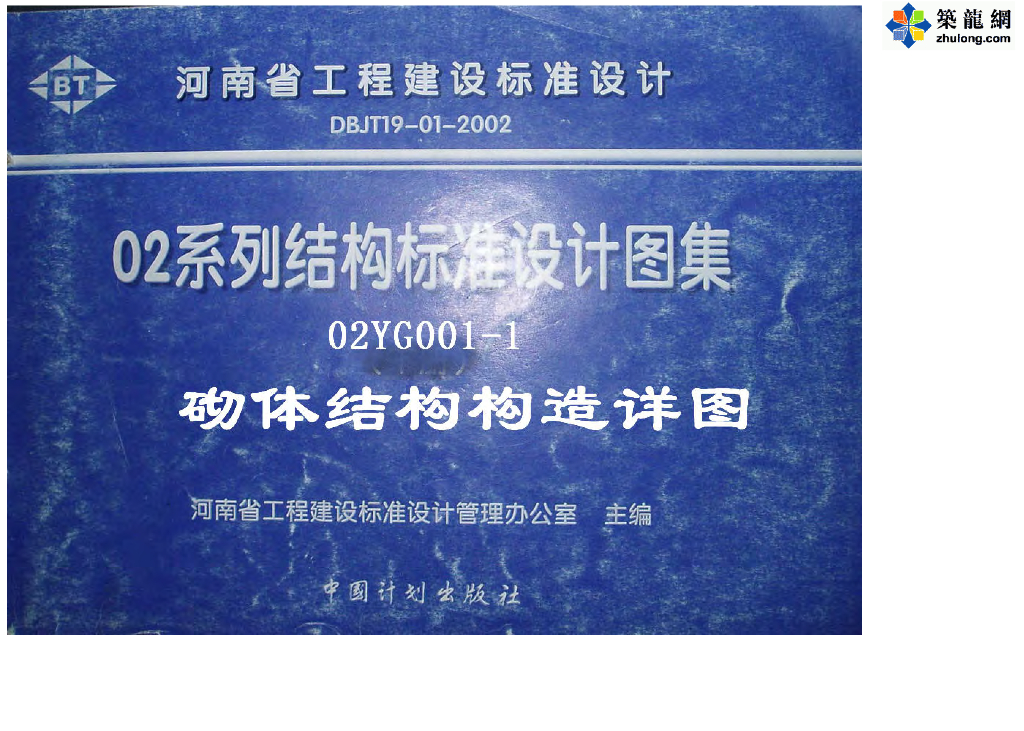 築龍網
zhulong.com
BT
河南省工程建设标准设计
DBJT19-01-2002
02系列结构标准设计图集
02YG001-1
砌体结构构造详图
河南省工程建设标准设计管理办公室 主编
中国计划出版社